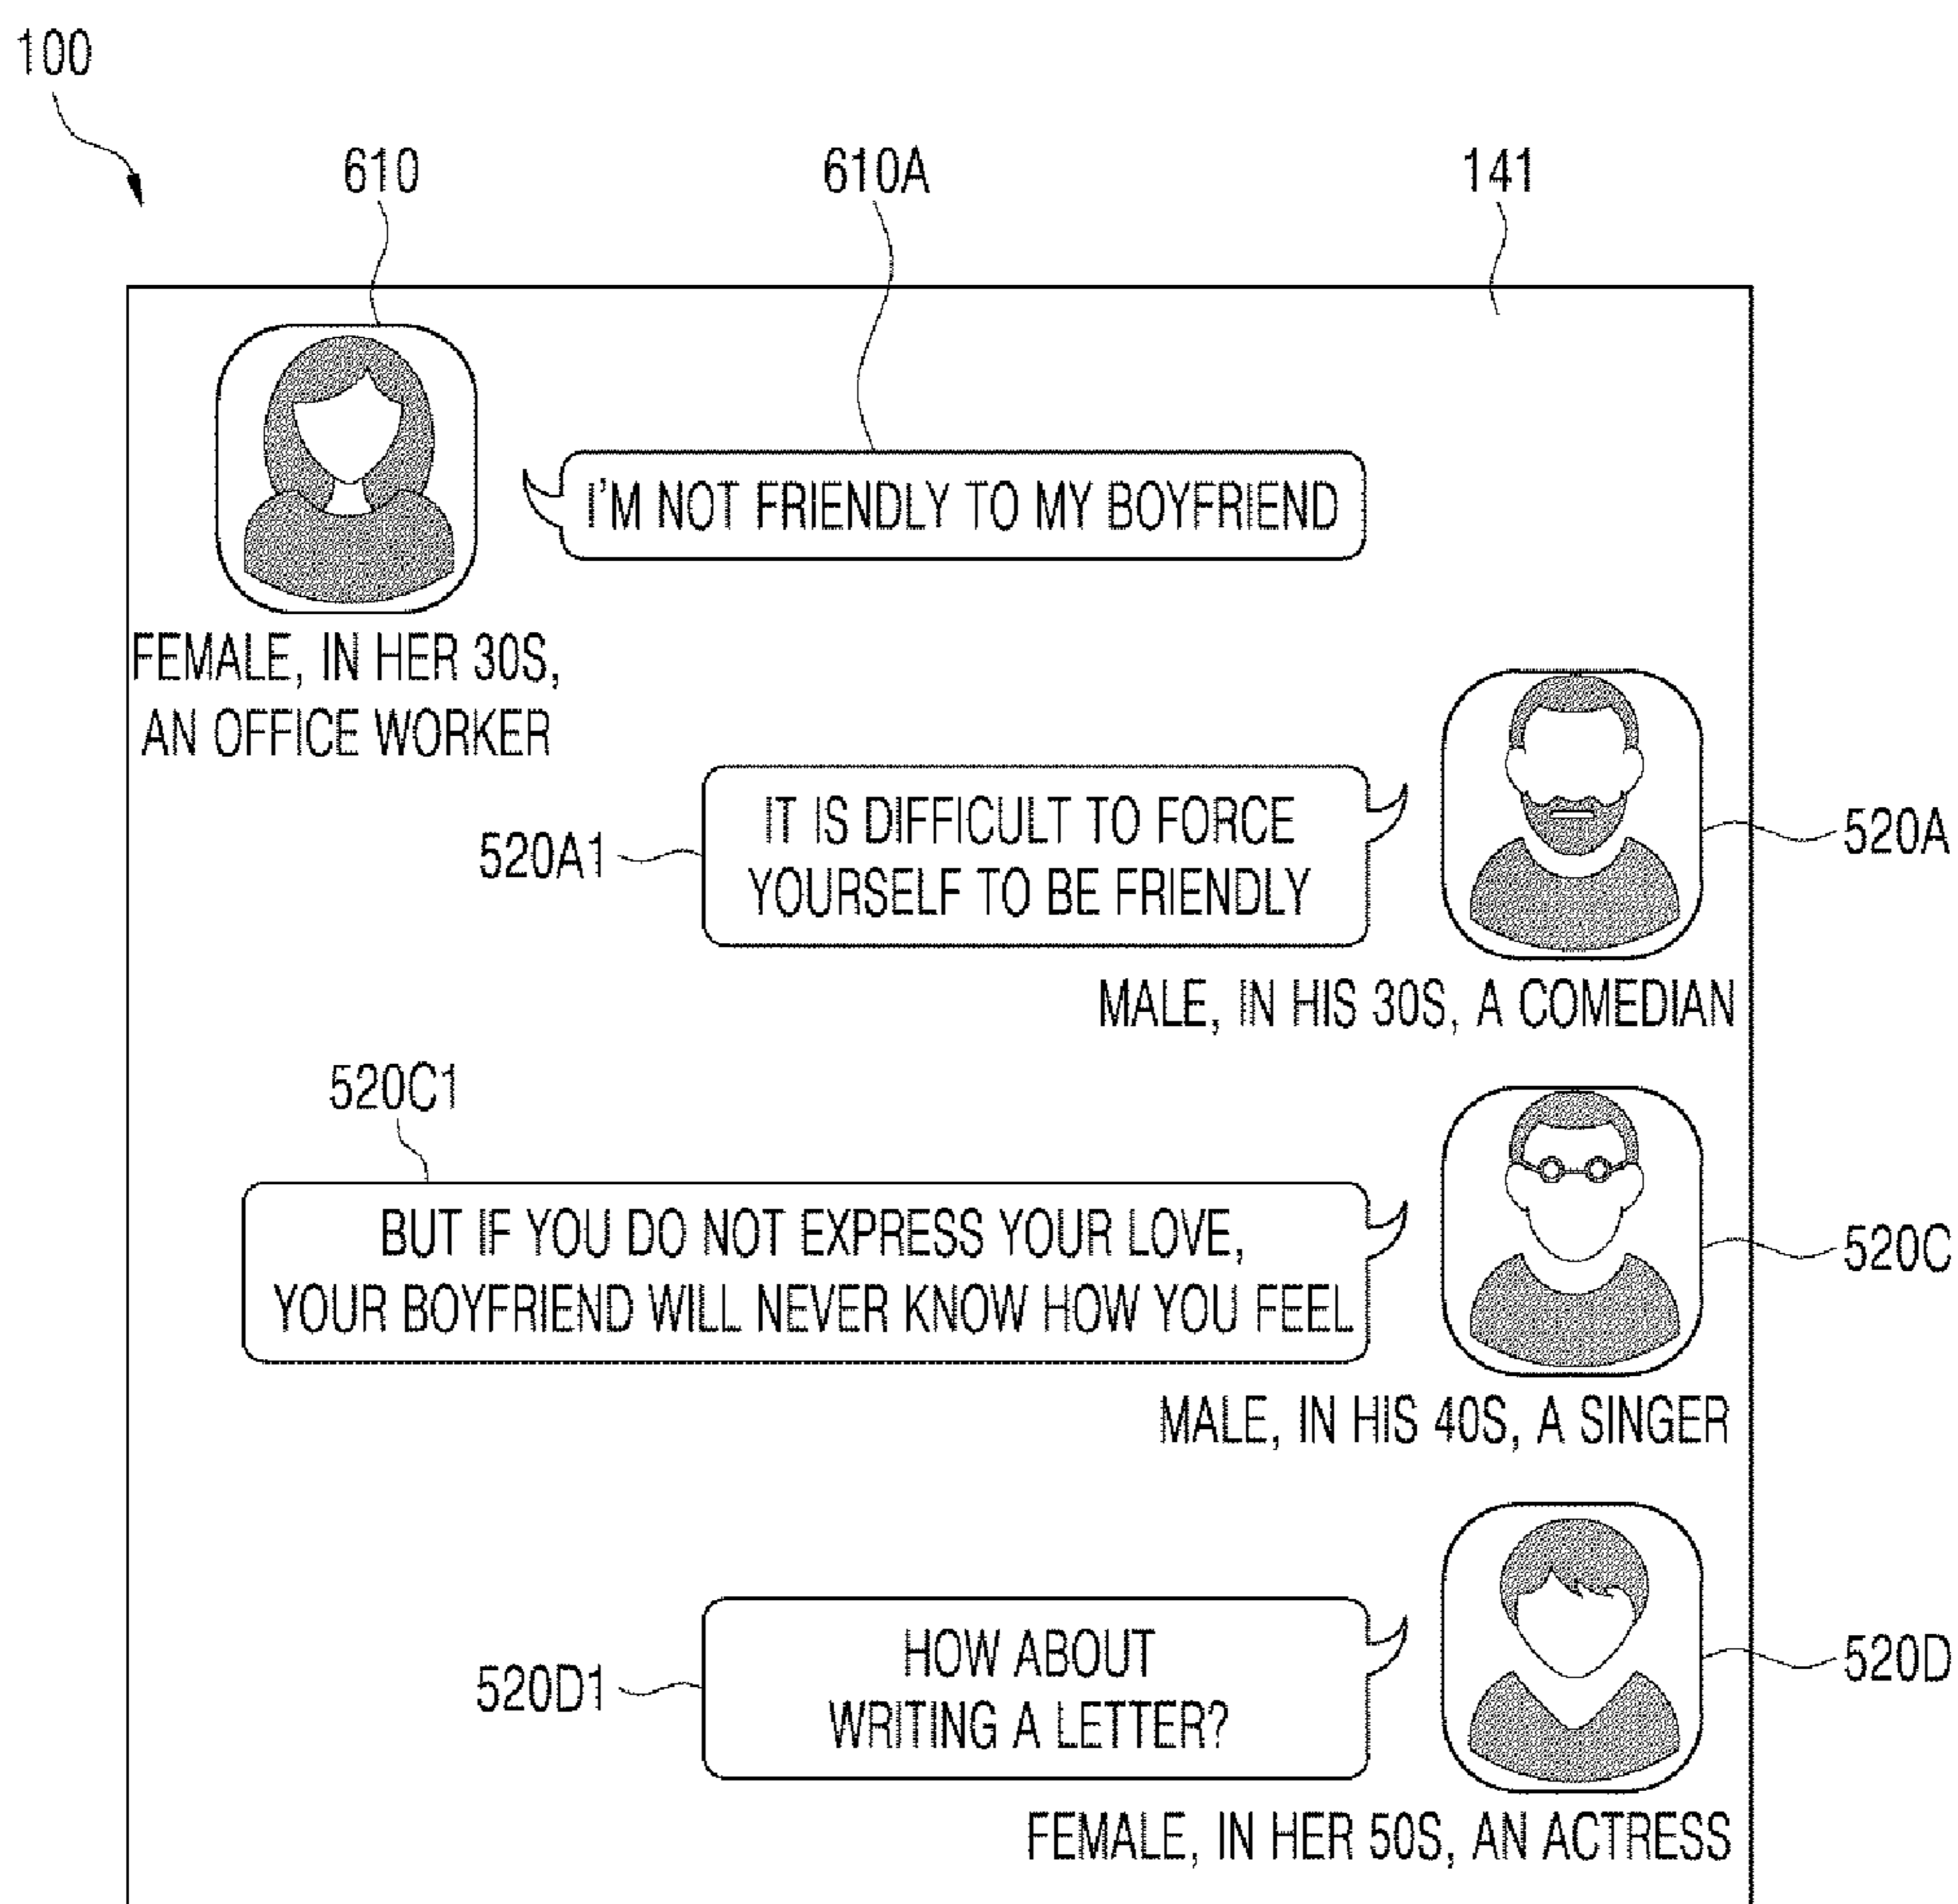 100
610
610A
141
I'M NOT FRIENDLY TO MY BOYFRIEND
FEMALE, IN HER 30S,
AN OFFICE WORKER
520A1
IT IS DIFFICULT TO FORCE
YOURSELF TO BE FRIENDLY
520A
MALE, IN HIS 30S, A COMEDIAN
520C1
BUT IF YOU DO NOT EXPRESS YOUR LOVE,
YOUR BOYFRIEND WILL NEVER KNOW HOW YOU FEEL
520C
MALE, IN HIS 40S, A SINGER
520D1
HOW ABOUT
WRITING A LETTER?
520D
FEMALE, IN HER 50S, AN ACTRESS